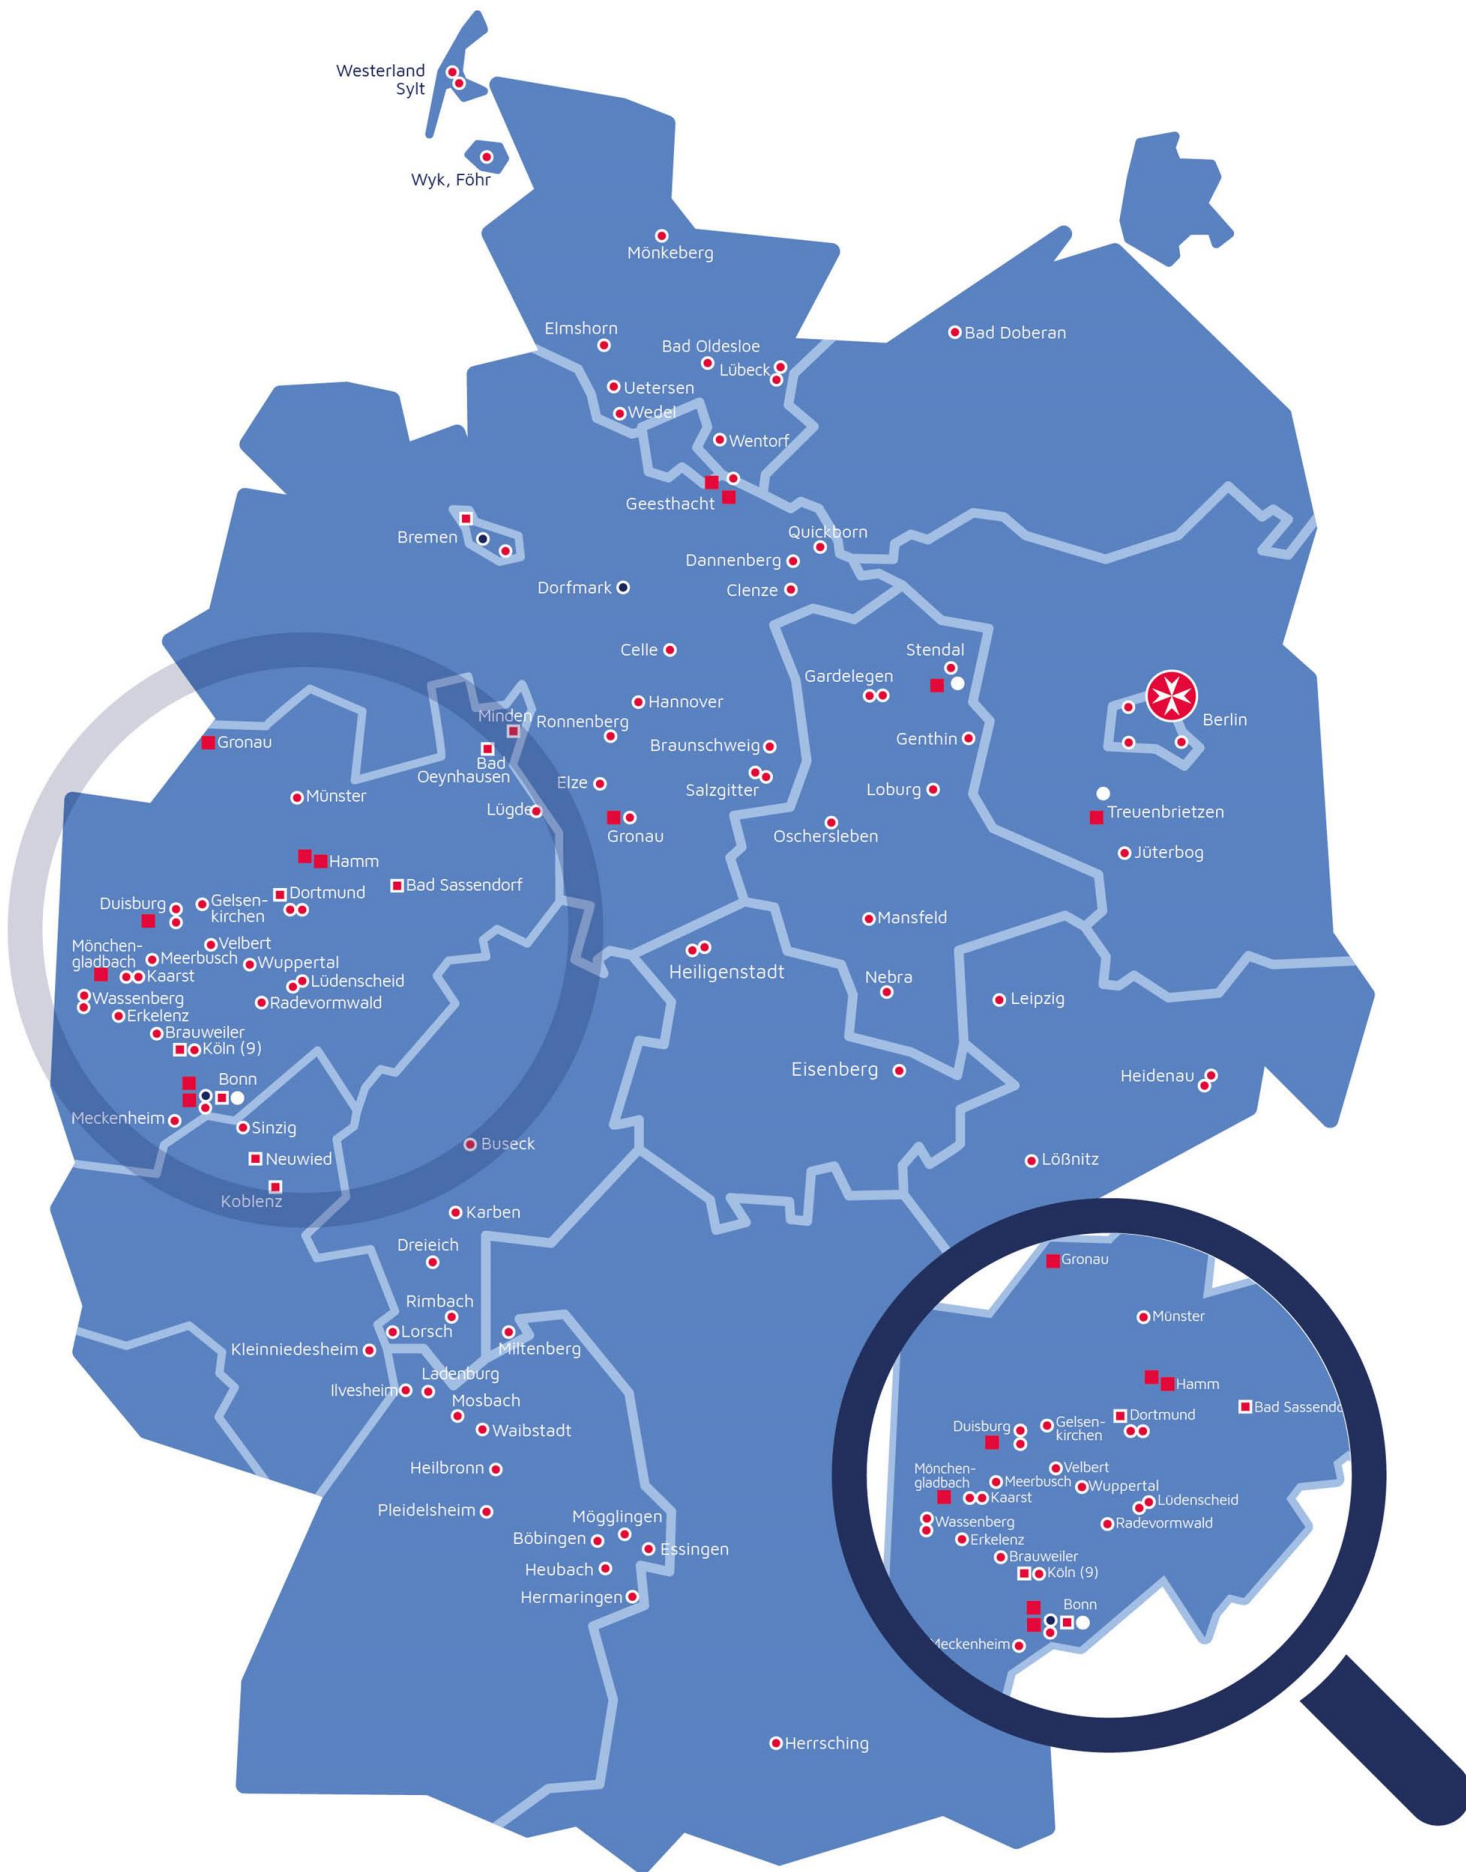 Westerland
Sylt
Wyk, Föhr
Mönkeberg
Elmshorn
Bad Doberan
Bad Oldesloe
Lübeck
Uetersen
Wedel
Wentorf
Geesthacht
Quickborn
Bremen
Dannenberg
Dorfmark
Clenze
Celle
Stendal
Gardelegen
Hannover
Minden
Ronnenberg
Berlin
Gronau
Braunschweig
Genthin
Bad
Oeynhausen
Elze
Salzgitter
Loburg
Münster
Lügde
Treuenbrietzen
Gronau
Oschersleben
Jüterbog
Hamm
Bad Sassendorf
Dortmund
Duisburg
Gelsen-
kirchen
Mansfeld
Mönchen-
gladbach
Velbert
Meerbusch
Wuppertal
Kaarst
Lüdenscheid
Heiligenstadt
Nebra
Wassenberg
Radevormwald
Leipzig
Erkelenz
Brauweiler
Köln (9)
Eisenberg
Heidenau
Bonn
Meckenheim
Sinzig
Buseck
Neuwied
Lößnitz
Koblenz
Karben
Dreieich
Rimbach
Lorsch
Kleinniedesheim
Miltenberg
Ladenburg
Ilvesheim
Mosbach
Waibstadt
Heilbronn
Pleidelsheim
Mögglingen
Böbingen
Essingen
Heubach
Hermaringen
Herrsching
Gronau
Münster
Hamm
Bad Sassendo
Dortmund
Duisburg
Gelsen-
kirchen
Mönchen-
gladbach
Velbert
Meerbusch
Wuppertal
Kaarst
Lüdenscheid
Wassenberg
Radevormwald
Erkelenz
Brauweiler
Köln (9)
Bonn
Meckenheim